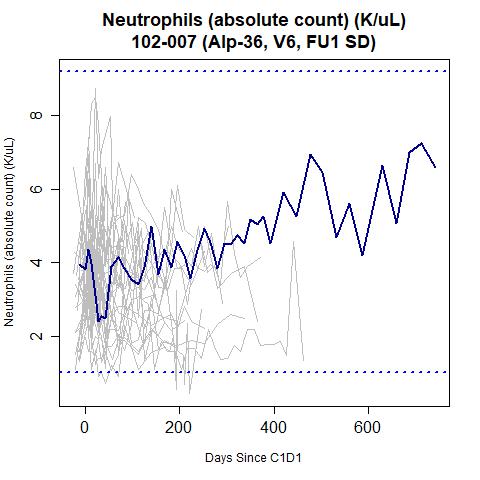 Neutrophils (absolute count) (K/uL)
102-007 (Alp-36, V6, FU1 SD)
Neutrophils (absolute count) (K/uL)
8
6
4
2
0 200 400 600
Days Since C1D1